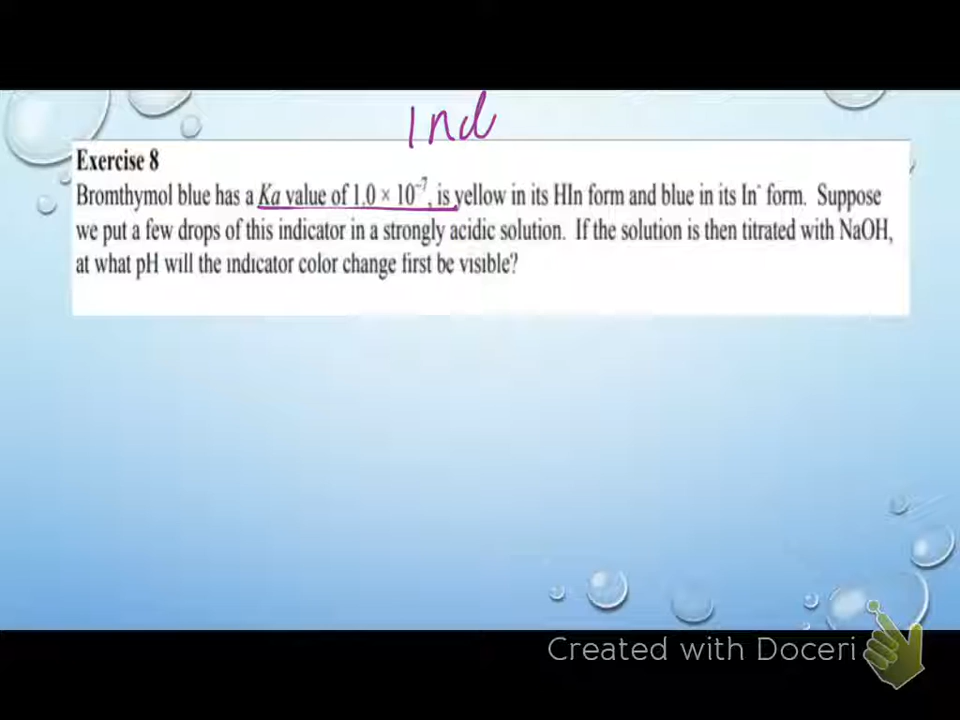 Ind
Exercise 8
Bromthymol blue has a Ka value of 1.0 × 10⁻⁷, is yellow in its HIn form and blue in its In⁻ form. Suppose
we put a few drops of this indicator in a strongly acidic solution. If the solution is then titrated with NaOH,
at what pH will the indicator color change first be visible?
Created with Doceri